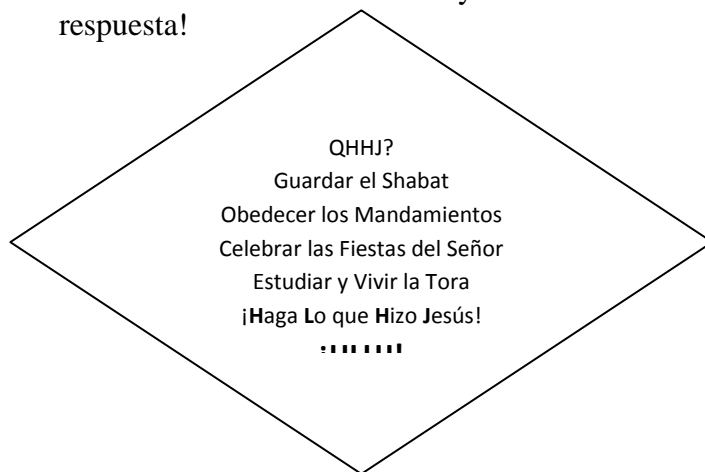 respuesta!
QHHJ?
Guardar el Shabat
Obedecer los Mandamientos
Celebrar las Fiestas del Señor
Estudiar y Vivir la Tora
¡Haga Lo que Hizo Jesús!